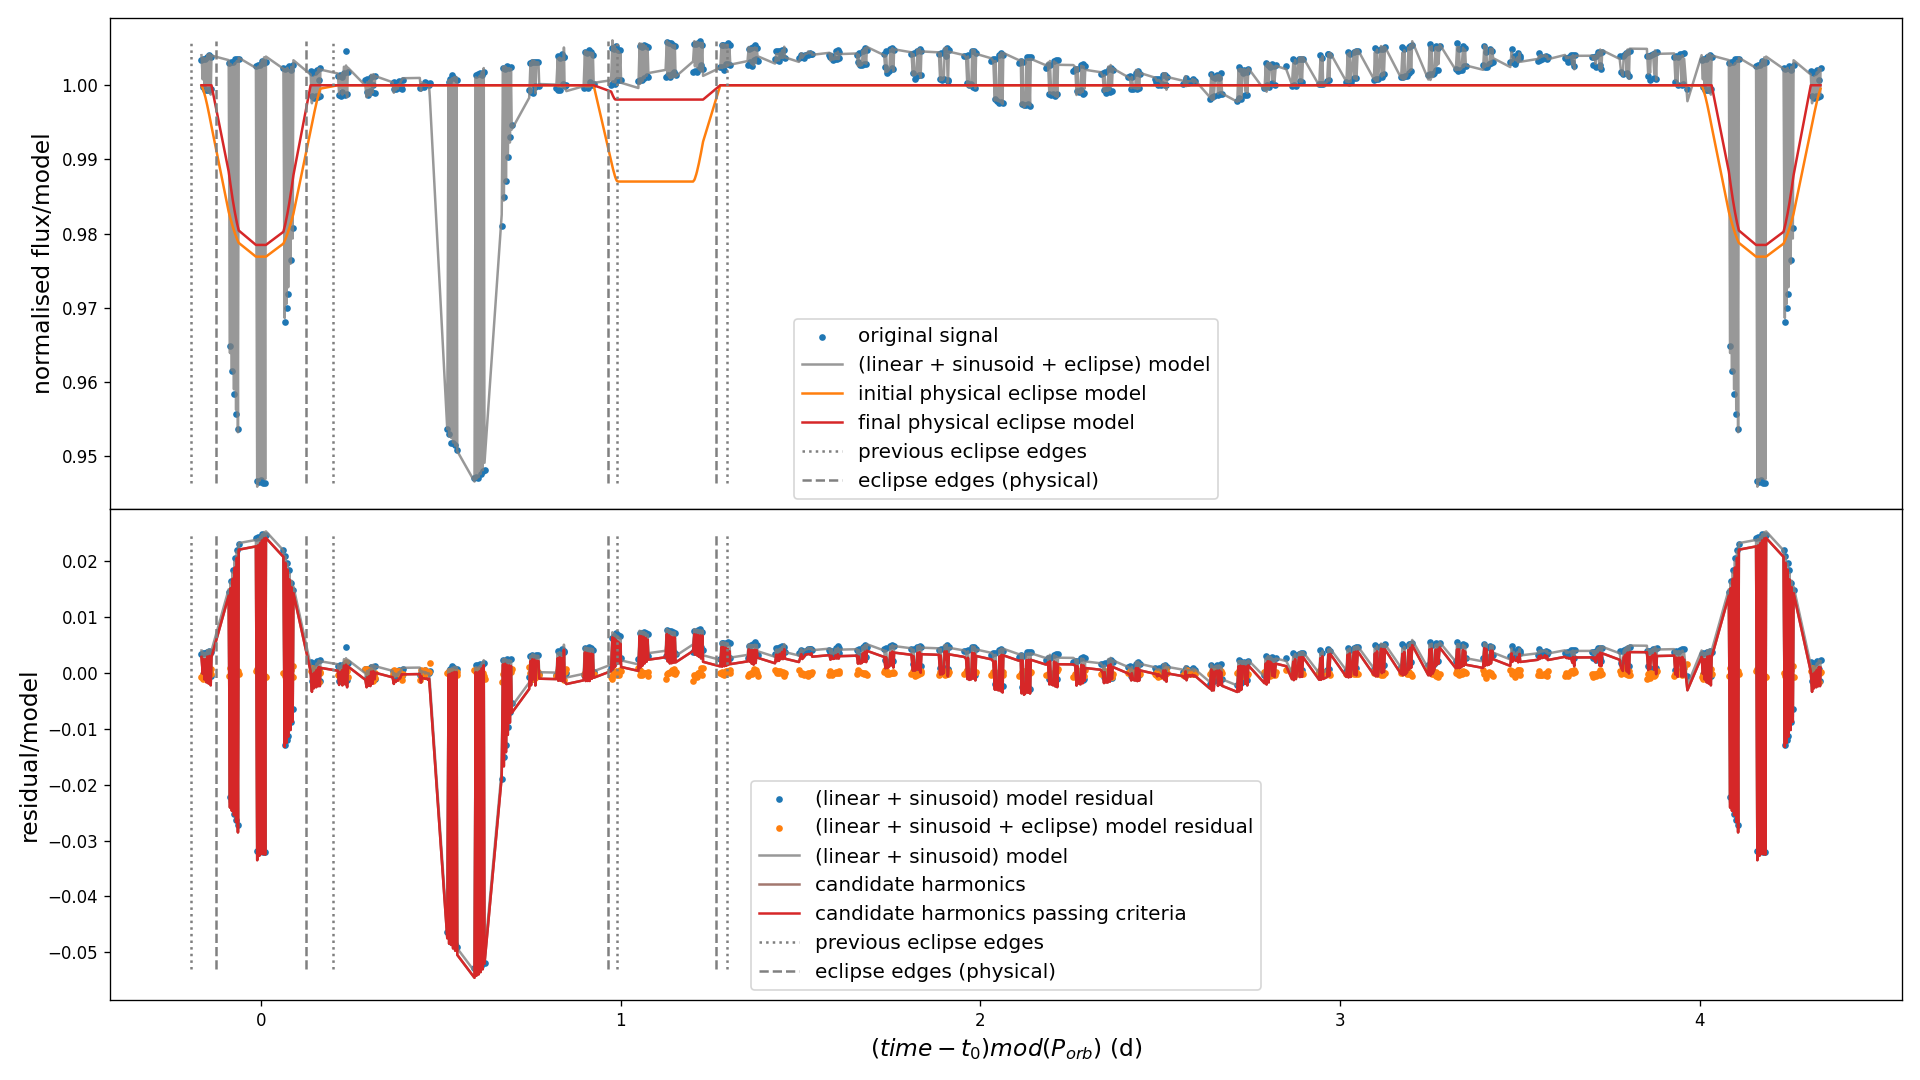 normalised flux/model
1.00
0.99
0.98
0.97
0.96
0.95
original signal
(linear + sinusoid + eclipse) model
initial physical eclipse model
final physical eclipse model
previous eclipse edges
eclipse edges (physical)
residual/model
0.02
0.01
0.00
−0.01
−0.02
−0.03
−0.04
−0.05
(linear + sinusoid) model residual
(linear + sinusoid + eclipse) model residual
(linear + sinusoid) model
candidate harmonics
candidate harmonics passing criteria
previous eclipse edges
eclipse edges (physical)
0 1 2 3 4
(time − t₀)mod(Pₒᵣb) (d)